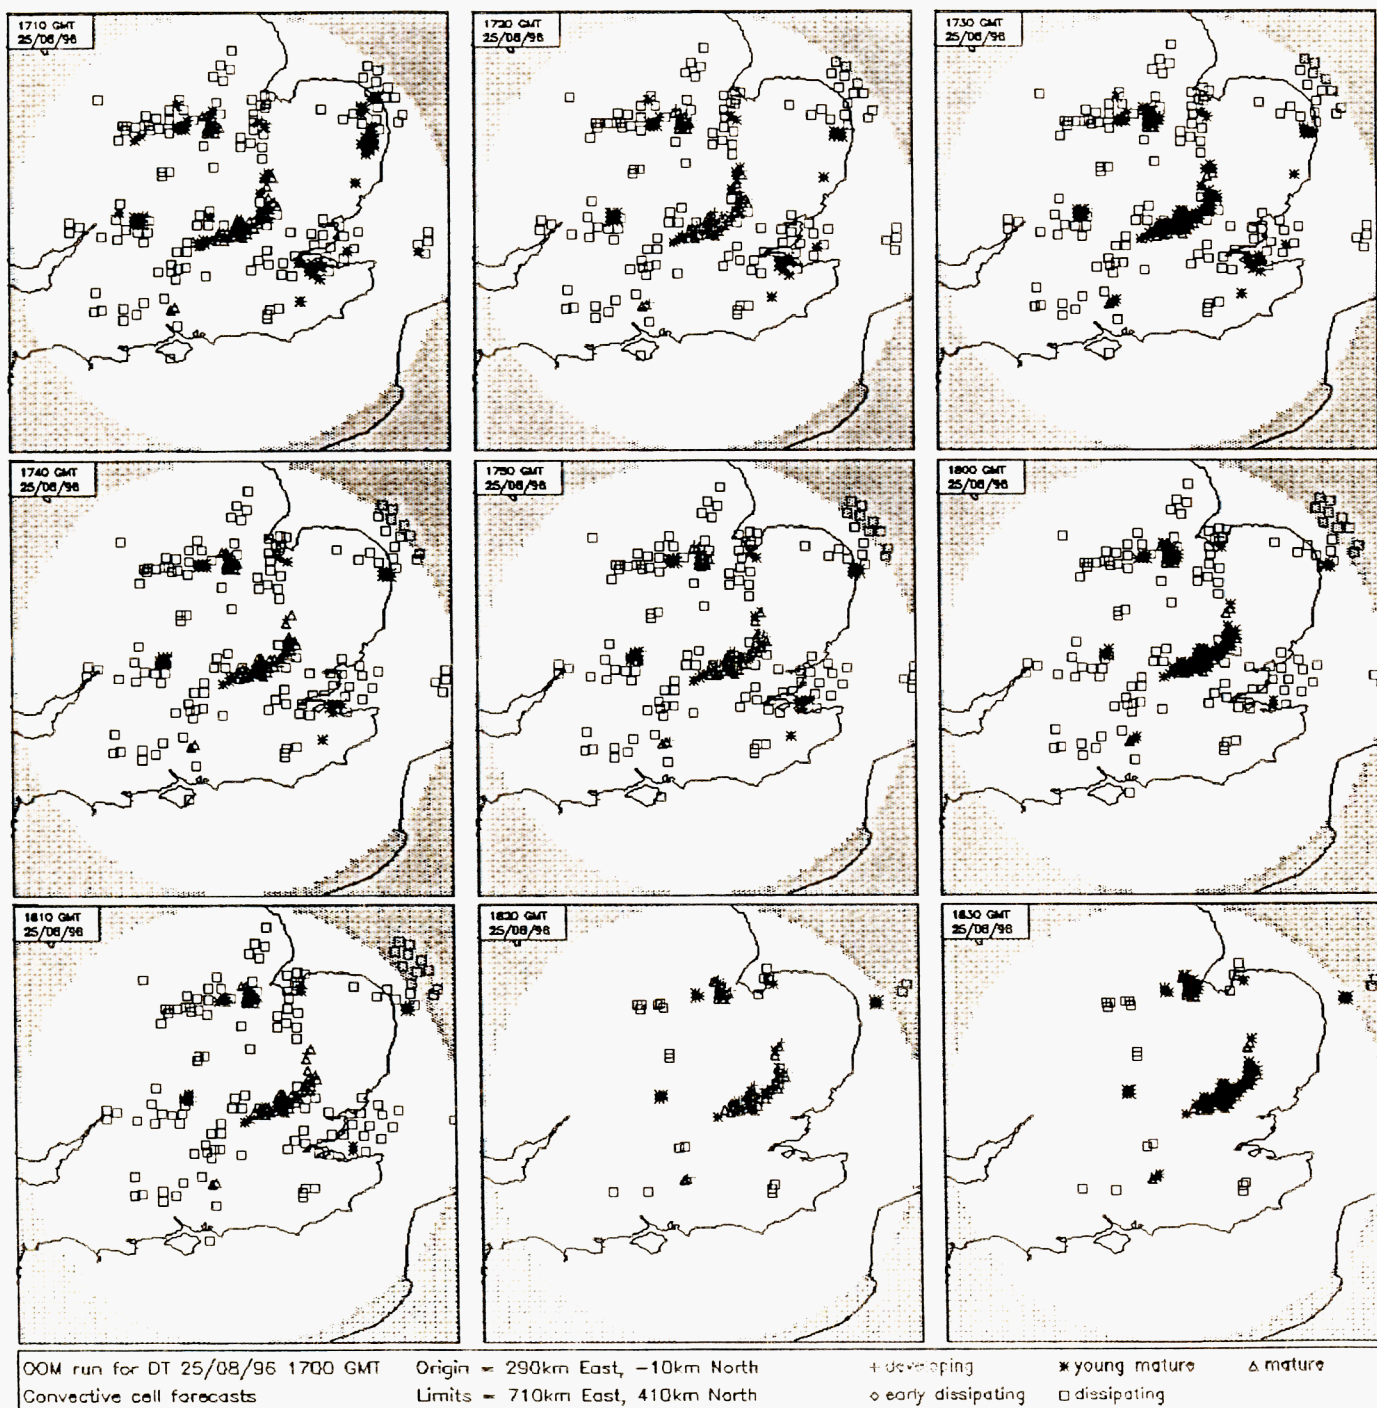 1710 GMT
25/08/96
1720 GMT
25/08/96
1730 GMT
25/08/96
1740 GMT
25/08/96
1750 GMT
25/08/96
1800 GMT
25/08/96
1810 GMT
25/08/96
1820 GMT
25/08/96
1830 GMT
25/08/96
OOM run for DT 25/08/96 1700 GMT Origin = 290km East, -10km North + developing ✷ young mature △ mature
Convective cell forecasts Limits = 710km East, 410km North ◇ early dissipating □ dissipating